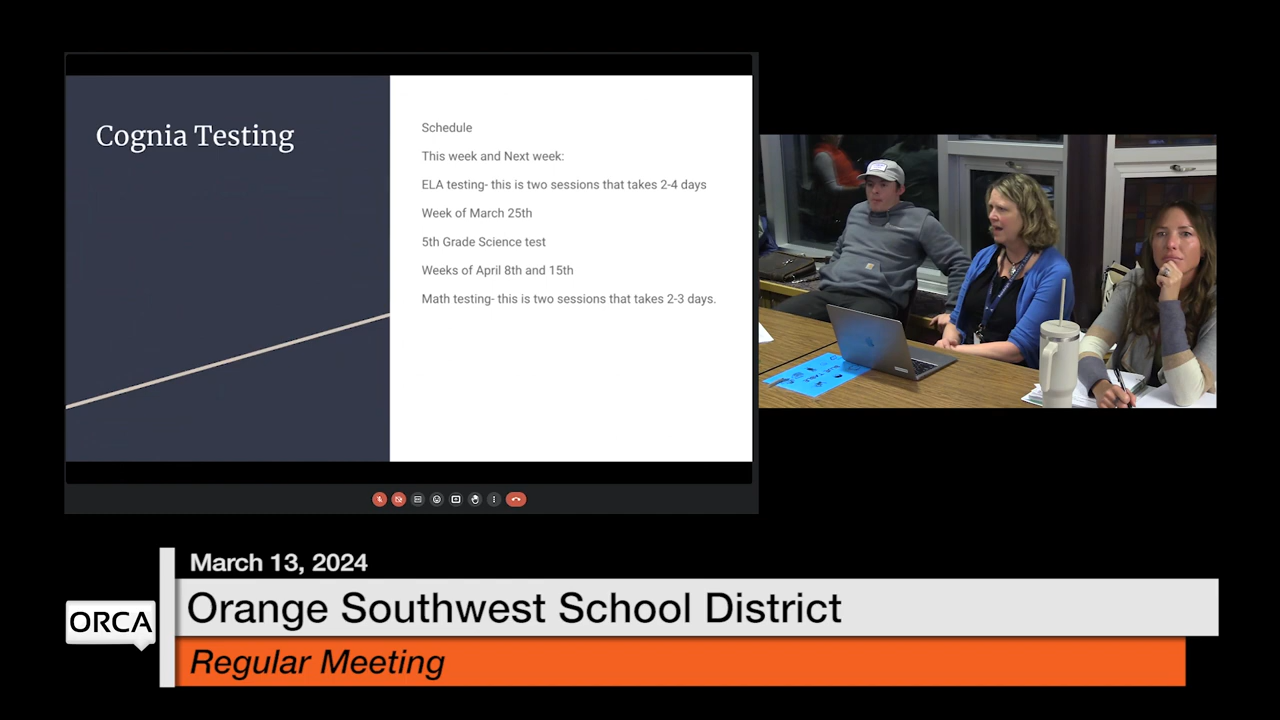 Cognia Testing
Schedule
This week and Next week:
ELA testing- this is two sessions that takes 2-4 days
Week of March 25th
5th Grade Science test
Weeks of April 8th and 15th
Math testing- this is two sessions that takes 2-3 days.
March 13, 2024
Orange Southwest School District
ORCA
Regular Meeting